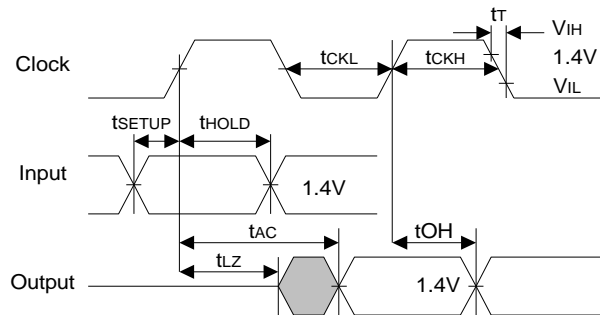 tT
VIH
Clock
tCKL
tCKH
1.4V
VIL
tSETUP
tHOLD
Input
1.4V
tAC
tOH
tLZ
Output
1.4V